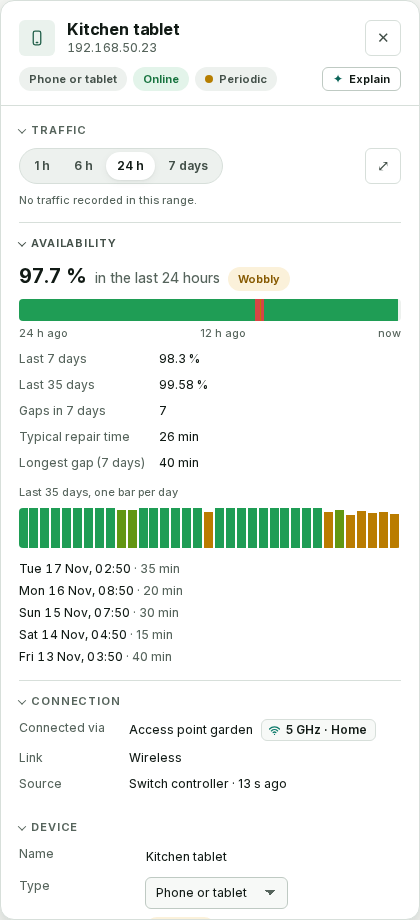 Kitchen tablet
192.168.50.23
Phone or tablet Online Periodic Explain
TRAFFIC
1 h 6 h 24 h 7 days
No traffic recorded in this range.
AVAILABILITY
97.7 % in the last 24 hours Wobbly
24 h ago 12 h ago now
Last 7 days 98.3 %
Last 35 days 99.58 %
Gaps in 7 days 7
Typical repair time 26 min
Longest gap (7 days) 40 min
Last 35 days, one bar per day
Tue 17 Nov, 02:50 · 35 min
Mon 16 Nov, 08:50 · 20 min
Sun 15 Nov, 07:50 · 30 min
Sat 14 Nov, 04:50 · 15 min
Fri 13 Nov, 03:50 · 40 min
CONNECTION
Connected via Access point garden 5 GHz · Home
Link Wireless
Source Switch controller · 13 s ago
DEVICE
Name Kitchen tablet
Type Phone or tablet